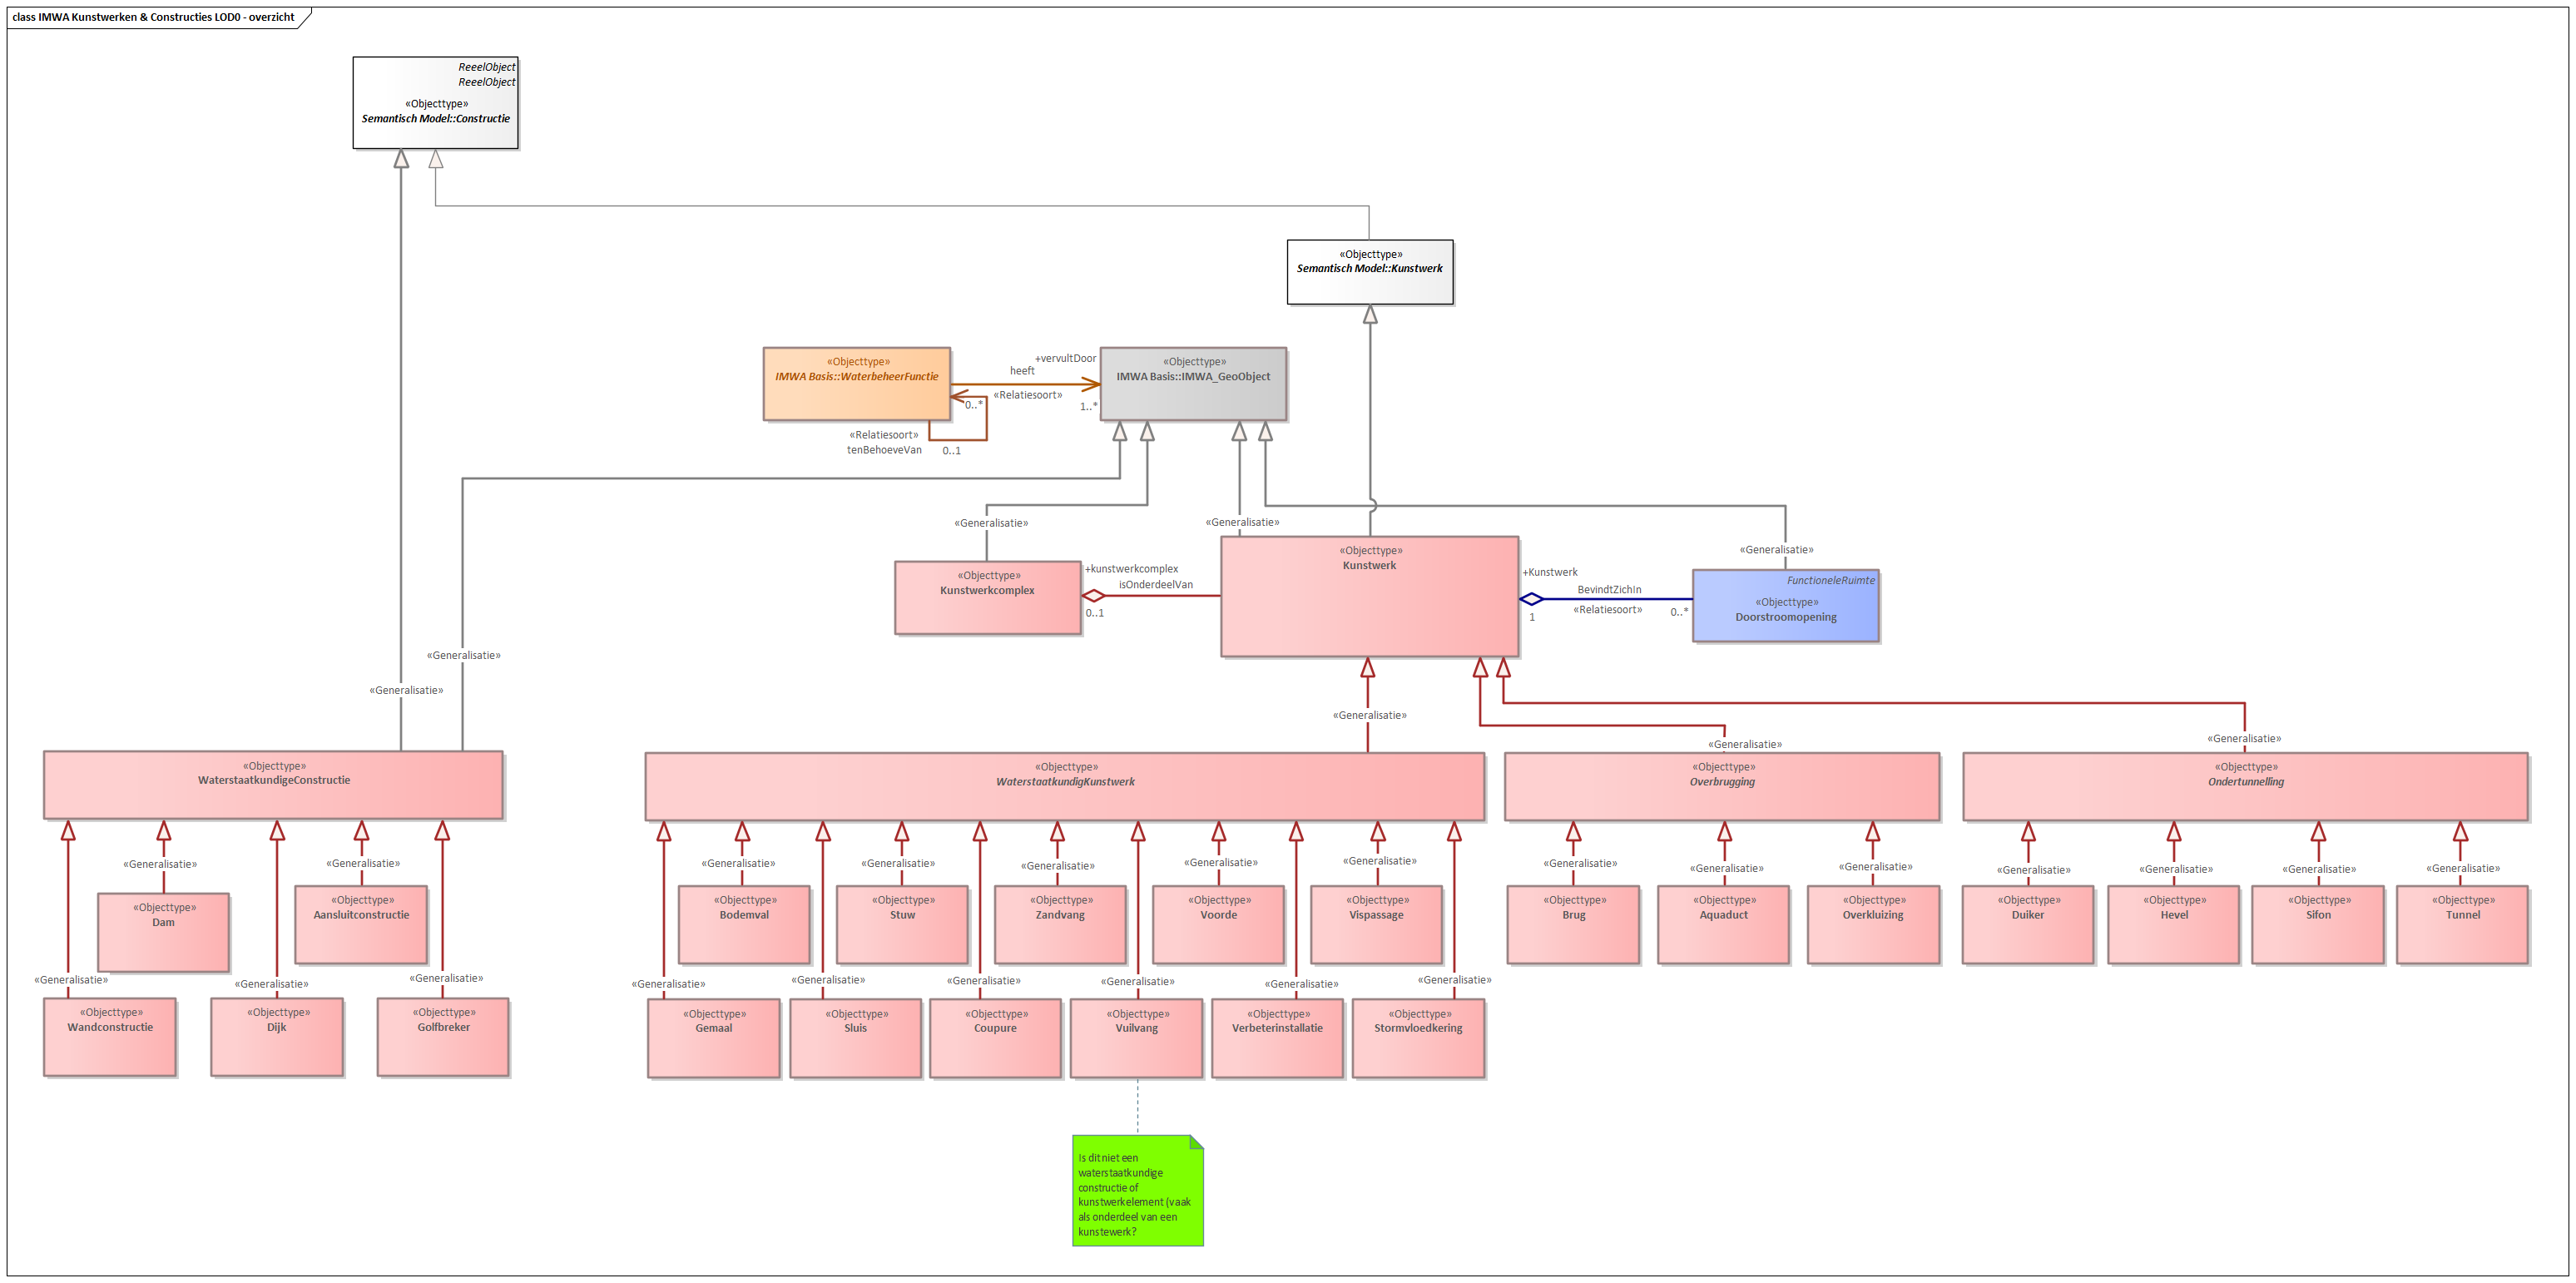 class IMWA Kunstwerken & Constructies LOD0 - overzicht
ReeelObject
ReeelObject
«Objecttype»
Semantisch Model::Constructie
«Objecttype»
Semantisch Model::Kunstwerk
«Objecttype»
IMWA Basis::WaterbeheerFunctie
+vervultDoor
heeft
«Relatiesoort»
1..*
0..*
«Relatiesoort»
tenBehoeveVan
0..1
«Objecttype»
IMWA Basis::IMWA_GeoObject
«Generalisatie»
«Generalisatie»
«Generalisatie»
«Objecttype»
Kunstwerkcomplex
+kunstwerkcomplex
isOnderdeelVan
0..1
«Objecttype»
Kunstwerk
+Kunstwerk
BevindtZichIn
«Relatiesoort»
1
0..*
FunctioneleRuimte
«Objecttype»
Doorstroomopening
«Generalisatie»
«Generalisatie»
«Generalisatie»
«Generalisatie»
«Generalisatie»
«Objecttype»
WaterstaatkundigeConstructie
«Objecttype»
WaterstaatkundigKunstwerk
«Objecttype»
Overbrugging
«Objecttype»
Ondertunnelling
«Generalisatie»
«Generalisatie»
«Generalisatie»
«Generalisatie»
«Generalisatie»
«Generalisatie»
«Generalisatie»
«Generalisatie»
«Generalisatie»
«Generalisatie»
«Generalisatie»
«Generalisatie»
«Generalisatie»
«Generalisatie»
«Objecttype»
Dam
«Objecttype»
Aansluitconstructie
«Objecttype»
Bodemval
«Objecttype»
Stuw
«Objecttype»
Zandvang
«Objecttype»
Voorde
«Objecttype»
Vispassage
«Objecttype»
Brug
«Objecttype»
Aquaduct
«Objecttype»
Overkluizing
«Objecttype»
Duiker
«Objecttype»
Hevel
«Objecttype»
Sifon
«Objecttype»
Tunnel
«Generalisatie»
«Generalisatie»
«Generalisatie»
«Generalisatie»
«Generalisatie»
«Generalisatie»
«Generalisatie»
«Generalisatie»
«Generalisatie»
«Objecttype»
Wandconstructie
«Objecttype»
Dijk
«Objecttype»
Golfbreker
«Objecttype»
Gemaal
«Objecttype»
Sluis
«Objecttype»
Coupure
«Objecttype»
Vuilvang
«Objecttype»
Verbeterinstallatie
«Objecttype»
Stormvloedkering
Is dit niet een
waterstaatkundige
constructie of
kunstwerkelement (vaak
als onderdeel van een
kunstewerk?